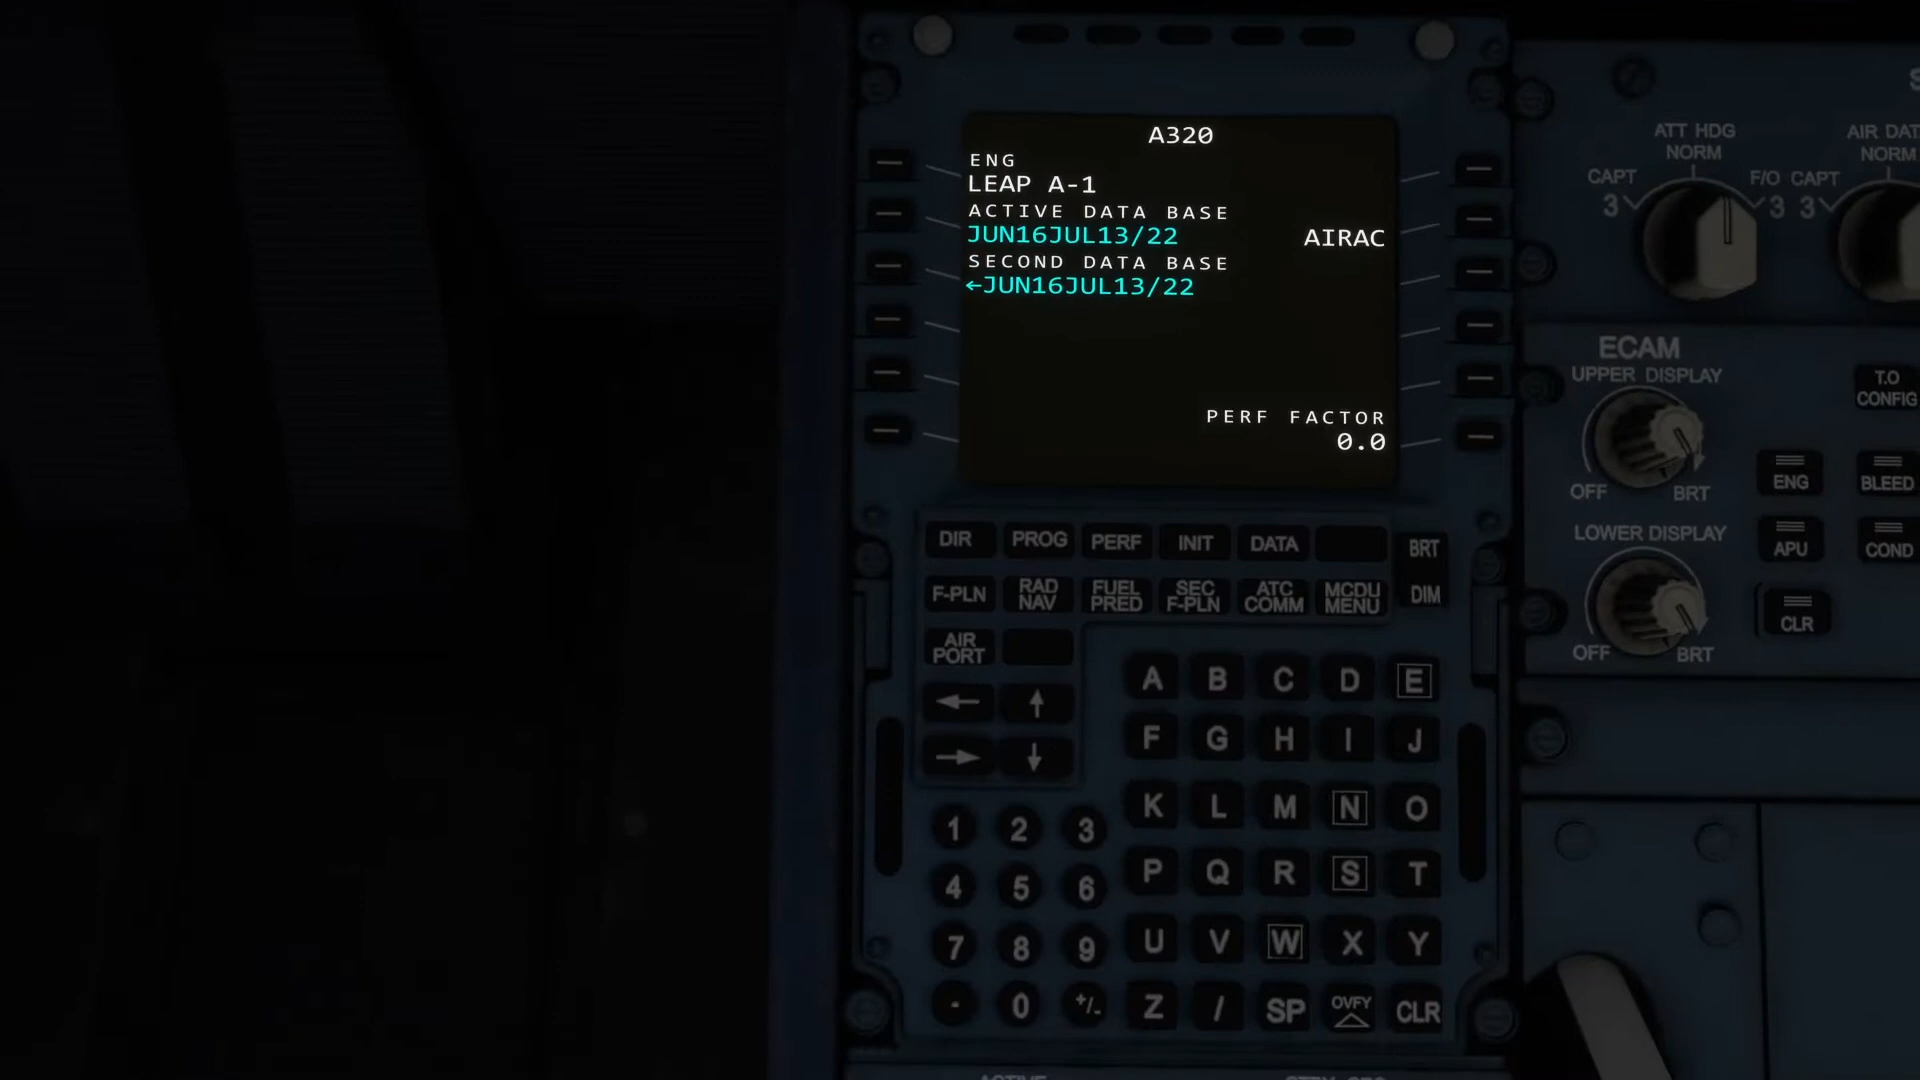 A320
ENG
LEAP A-1
ACTIVE DATA BASE
JUN16JUL13/22
AIRAC
SECOND DATA BASE
←JUN16JUL13/22
PERF FACTOR
0.0
DIR PROG PERF INIT DATA
BRT
F-PLN
RAD NAV
FUEL PRED
SEC F-PLN
ATC COMM
MCDU MENU
DIM
AIR PORT
← ↑
→ ↓
A B C D E
F G H I J
K L M N O
P Q R S T
U V W X Y
Z / SP OVFY CLR
1 2 3
4 5 6
7 8 9
. 0 +/-
ATT HDG
NORM
CAPT
3
F/O
3
AIR DAT
NORM
CAPT
3
ECAM
UPPER DISPLAY
OFF BRT
LOWER DISPLAY
OFF BRT
T.O
CONFIG
ENG BLEED
APU COND
CLR